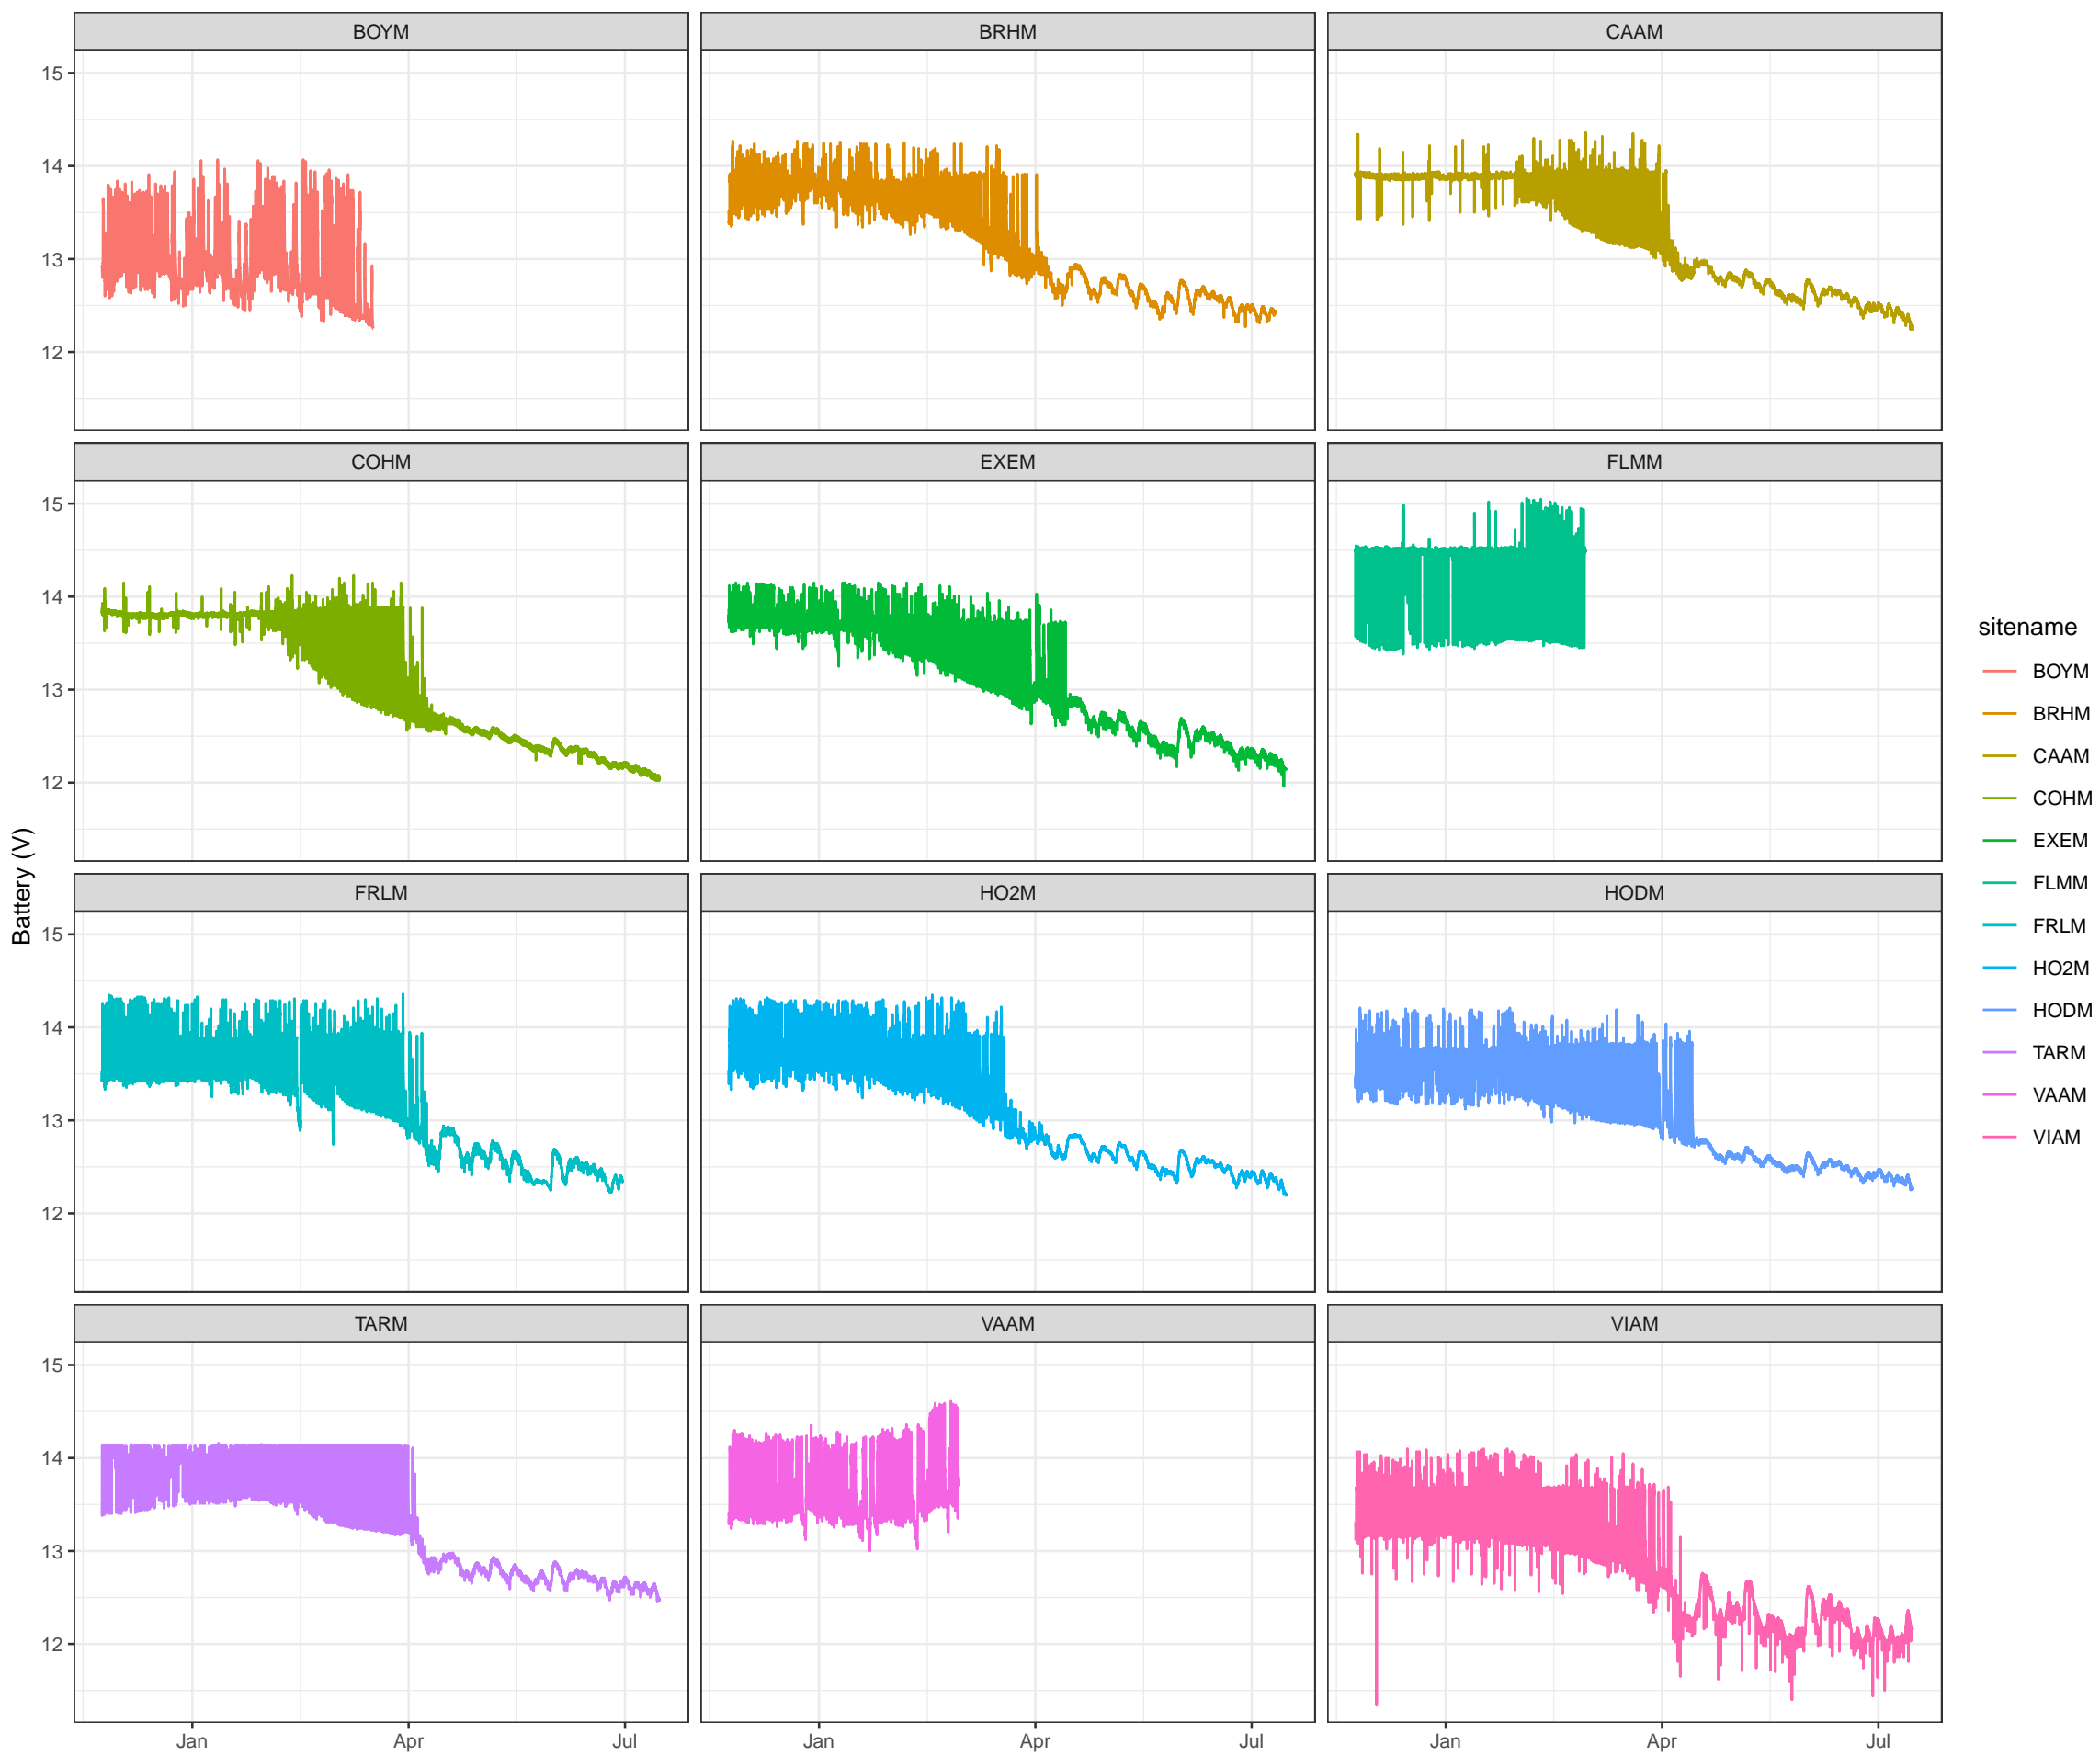 BOYM
BRHM
CAAM
15
14
13
12
COHM
EXEM
FLMM
15
14
13
12
FRLM
HO2M
HODM
15
14
13
12
TARM
VAAM
VIAM
15
14
13
12
Jan
Apr
Jul
Jan
Apr
Jul
Jan
Apr
Jul
Battery (V)
sitename
BOYM
BRHM
CAAM
COHM
EXEM
FLMM
FRLM
HO2M
HODM
TARM
VAAM
VIAM